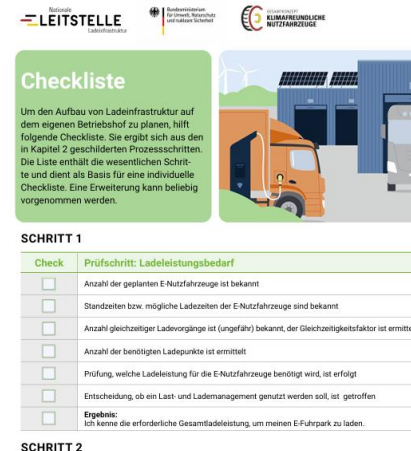 Nationale
LEITSTELLE
Ladeinfrastruktur
Bundesministerium
für Umwelt, Naturschutz
und nukleare Sicherheit
GESAMTKONZEPT
KLIMAFREUNDLICHE
NUTZFAHRZEUGE
Checkliste
Um den Aufbau von Ladeinfrastruktur auf
dem eigenen Betriebshof zu planen, hilft
folgende Checkliste. Sie ergibt sich aus den
in Kapitel 2 geschilderten Prozessschritten.
Die Liste enthält die wesentlichen Schrit-
te und dient als Basis für eine individuelle
Checkliste. Eine Erweiterung kann beliebig
vorgenommen werden.
SCHRITT 1
Check Prüfschritt: Ladeleistungsbedarf
Anzahl der geplanten E-Nutzfahrzeuge ist bekannt
Standzeiten bzw. mögliche Ladezeiten der E-Nutzfahrzeuge sind bekannt
Anzahl gleichzeitiger Ladevorgänge ist (ungefähr) bekannt, der Gleichzeitigkeitsfaktor ist ermitte
Anzahl der benötigten Ladepunkte ist ermittelt
Prüfung, welche Ladeleistung für die E-Nutzfahrzeuge benötigt wird, ist erfolgt
Entscheidung, ob ein Last- und Lademanagement genutzt werden soll, ist getroffen
Ergebnis:
Ich kenne die erforderliche Gesamtladeleistung, um meinen E-Fuhrpark zu laden.
SCHRITT 2